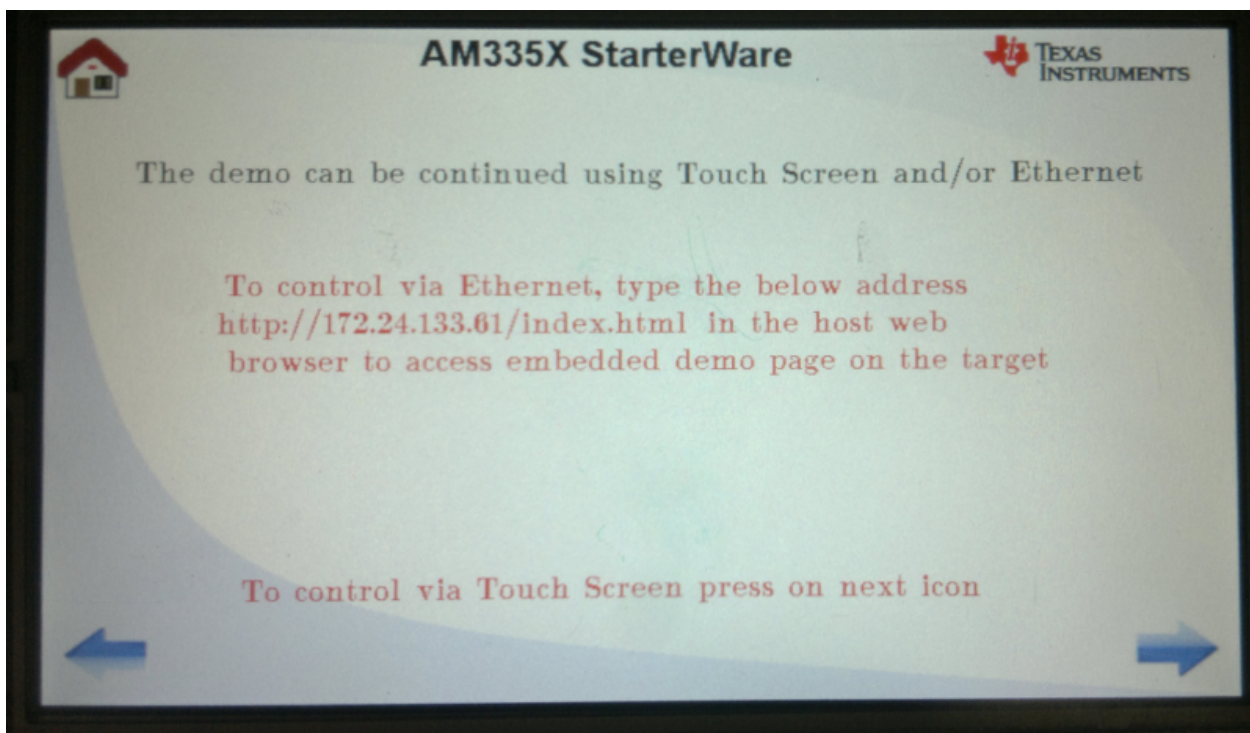 AM335X StarterWare
TEXAS
INSTRUMENTS
The demo can be continued using Touch Screen and/or Ethernet
To control via Ethernet, type the below address
http://172.24.133.61/index.html in the host web
browser to access embedded demo page on the target
To control via Touch Screen press on next icon